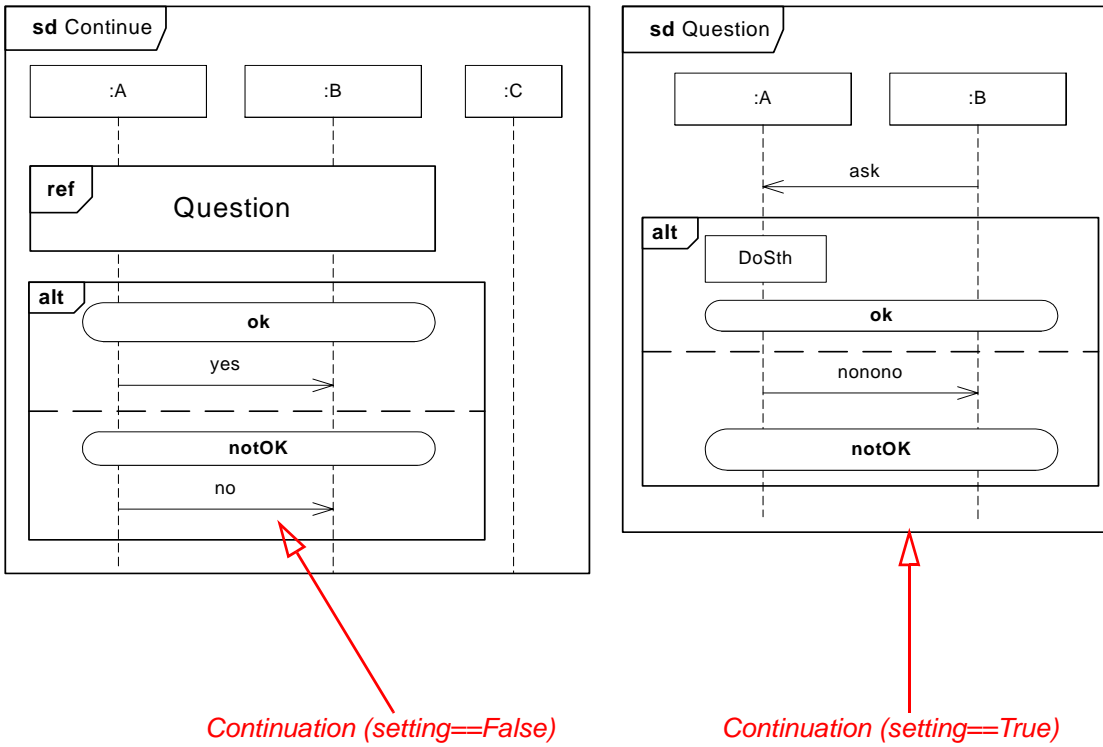 sd Continue
:A
:B
:C
ref
Question
alt
ok
yes
notOK
no
Continuation (setting==False)
sd Question
:A
:B
ask
alt
DoSth
ok
nonono
notOK
Continuation (setting==True)